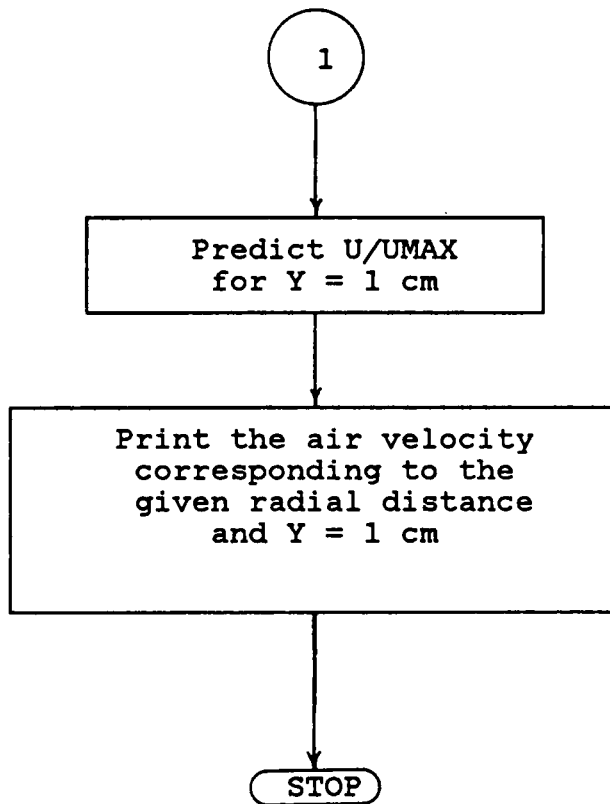 1
Predict U/UMAX
for Y = 1 cm
Print the air velocity
corresponding to the
given radial distance
and Y = 1 cm
STOP